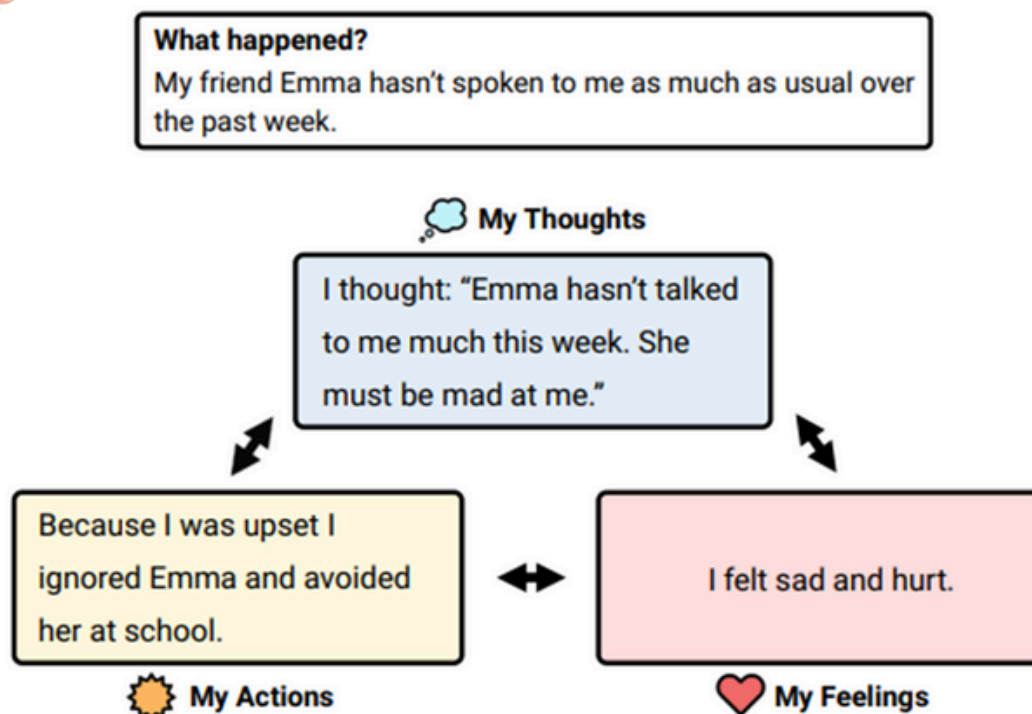 What happened?
My friend Emma hasn’t spoken to me as much as usual over
the past week.
My Thoughts
I thought: “Emma hasn’t talked
to me much this week. She
must be mad at me.”
Because I was upset I
ignored Emma and avoided
her at school.
My Actions
I felt sad and hurt.
My Feelings